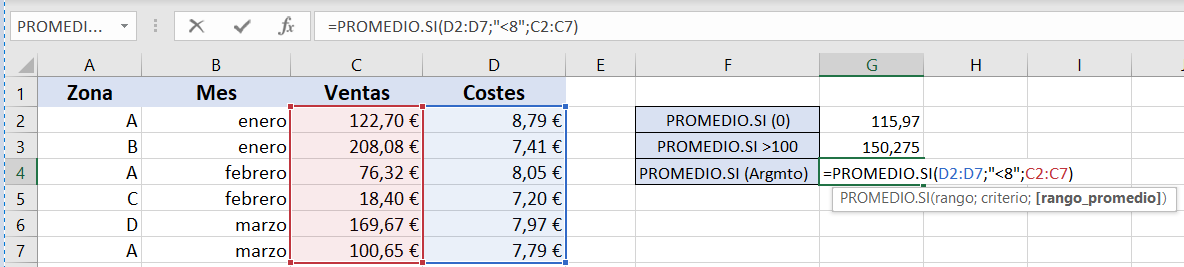 PROMEDI... fx =PROMEDIO.SI(D2:D7;"<8";C2:C7)
A B C D E F G H I J
1 Zona Mes Ventas Costes
2 A enero 122,70 € 8,79 € PROMEDIO.SI (0) 115,97
3 B enero 208,08 € 7,41 € PROMEDIO.SI >100 150,275
4 A febrero 76,32 € 8,05 € PROMEDIO.SI (Argmto) =PROMEDIO.SI(D2:D7;"<8";C2:C7)
5 C febrero 18,40 € 7,20 € PROMEDIO.SI(rango; criterio; [rango_promedio])
6 D marzo 169,67 € 7,97 €
7 A marzo 100,65 € 7,79 €